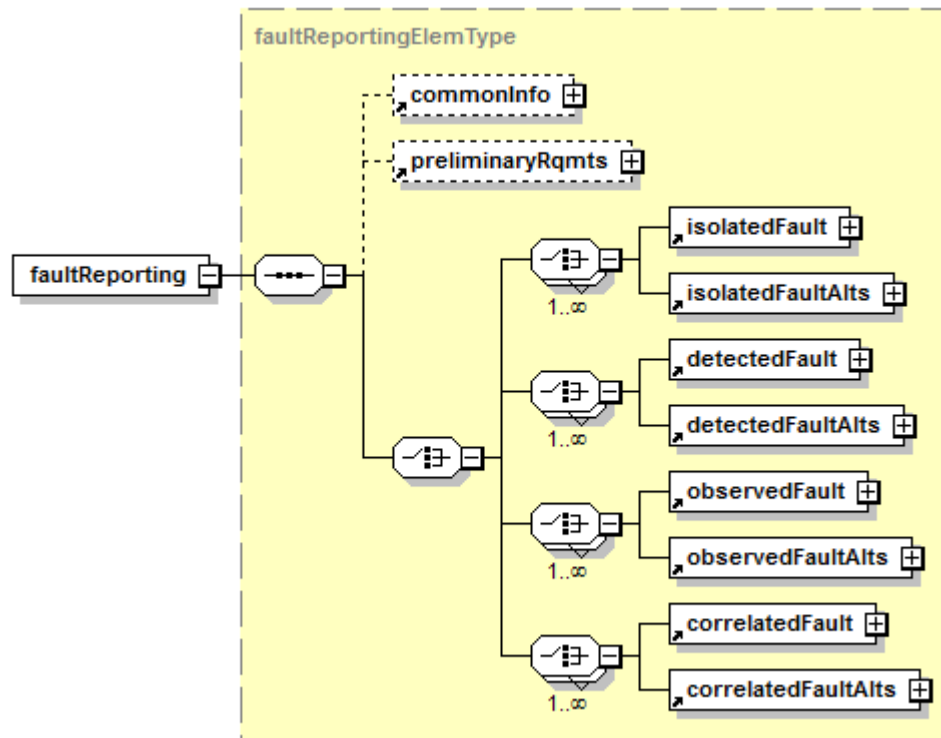 faultReportingElemType
commonInfo
preliminaryRqmts
faultReporting
isolatedFault
isolatedFaultAlts
1..∞
detectedFault
detectedFaultAlts
1..∞
observedFault
observedFaultAlts
1..∞
correlatedFault
correlatedFaultAlts
1..∞